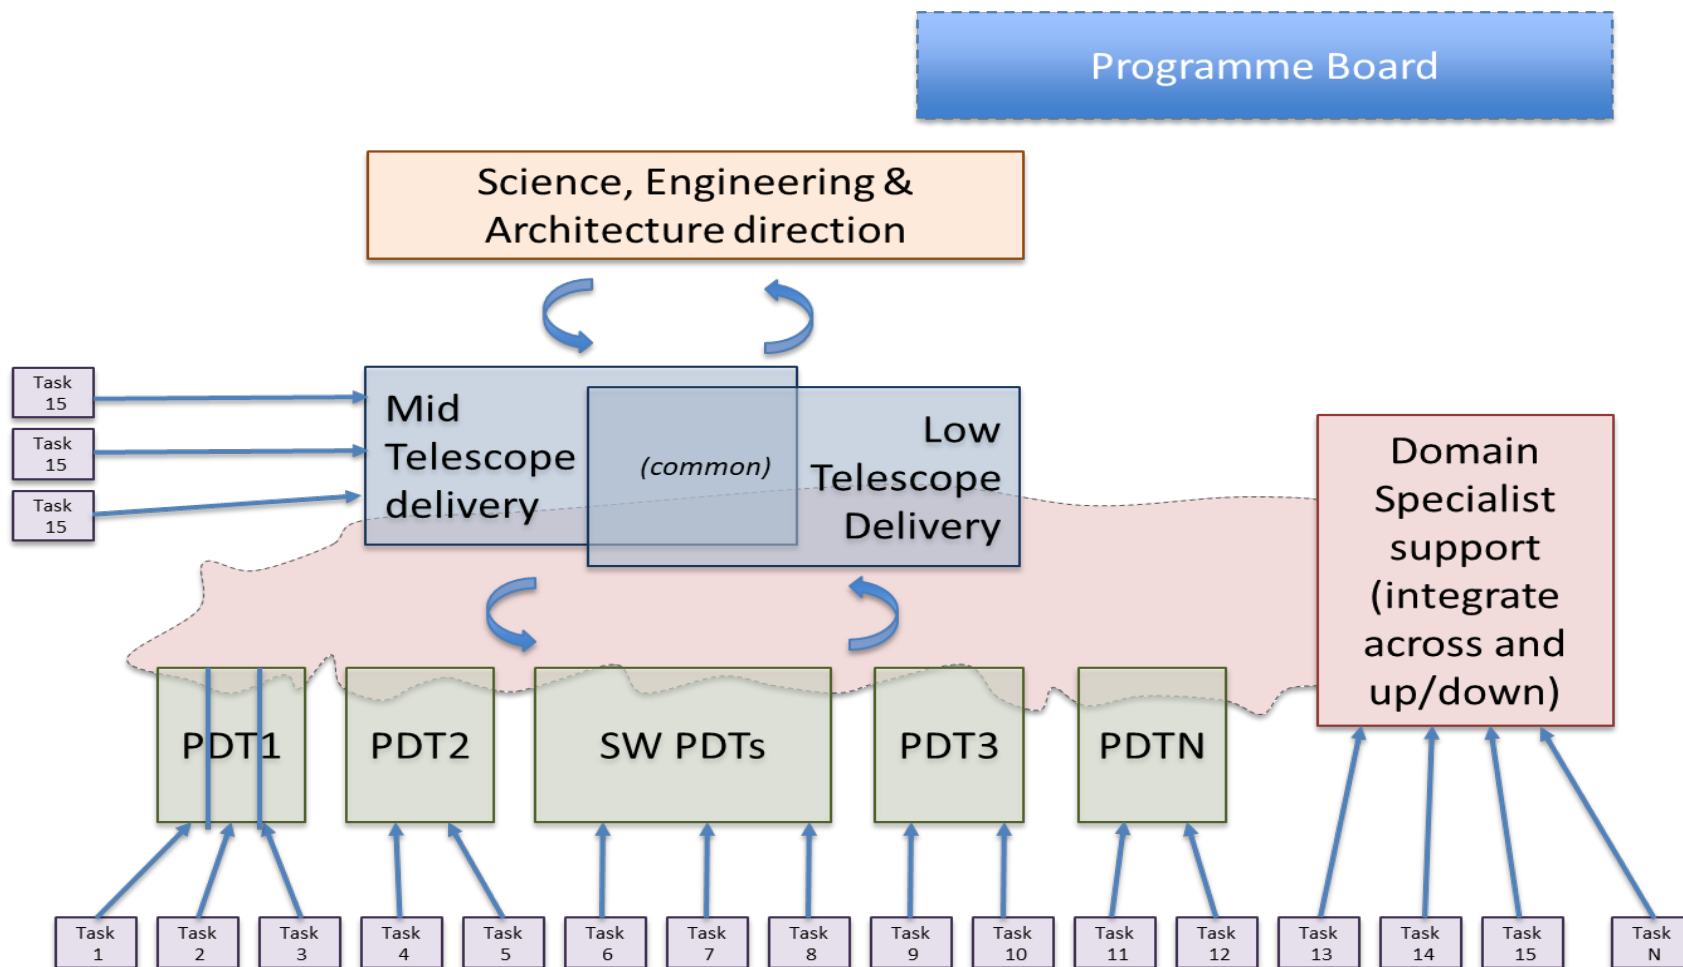 Programme Board
Science, Engineering &
Architecture direction
Task
15
Task
15
Task
15
Mid
Telescope
delivery
(common)
Low
Telescope
Delivery
Domain
Specialist
support
(integrate
across and
up/down)
PDT1
PDT2
SW PDTs
PDT3
PDTN
Task
1
Task
2
Task
3
Task
4
Task
5
Task
6
Task
7
Task
8
Task
9
Task
10
Task
11
Task
12
Task
13
Task
14
Task
15
Task
N